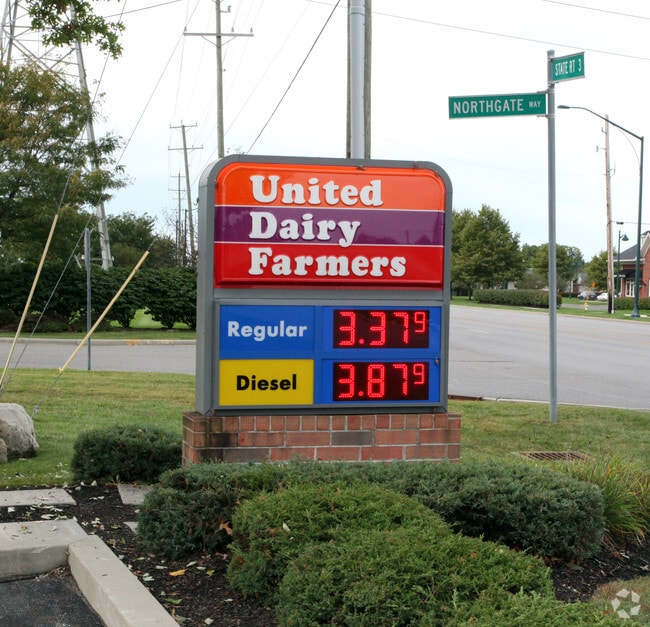 STATE RT 3
NORTHGATE WAY
United
Dairy
Farmers
Regular 3.37 9
Diesel 3.87 9